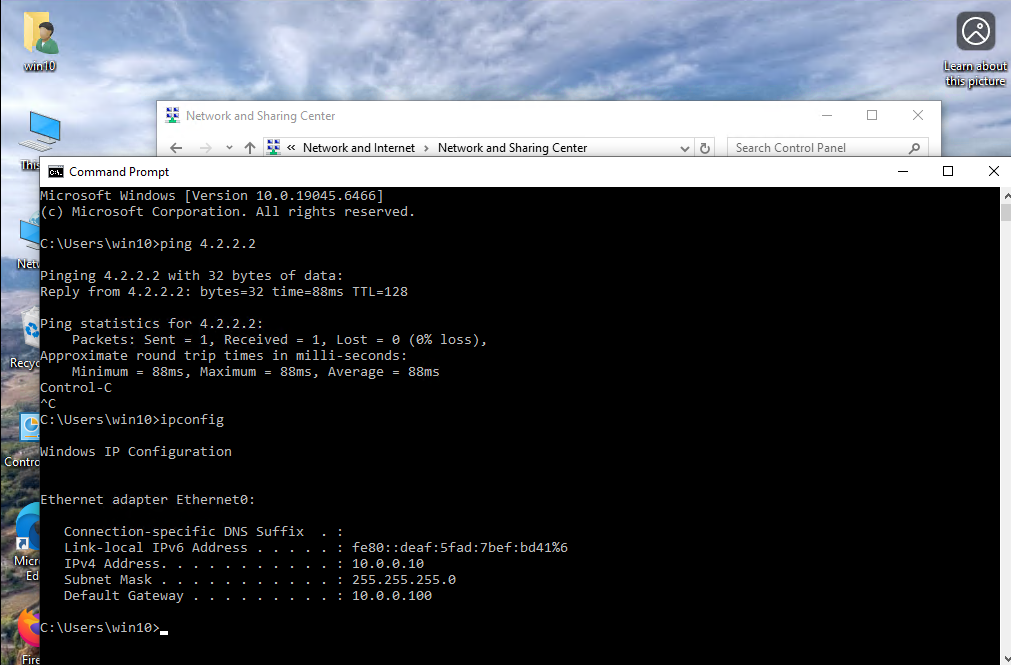 win10
Learn about
this picture
Network and Sharing Center
« Network and Internet › Network and Sharing Center
Search Control Panel
This
Command Prompt
Microsoft Windows [Version 10.0.19045.6466]
(c) Microsoft Corporation. All rights reserved.
C:\Users\win10>ping 4.2.2.2
Netw
Pinging 4.2.2.2 with 32 bytes of data:
Reply from 4.2.2.2: bytes=32 time=88ms TTL=128
Ping statistics for 4.2.2.2:
    Packets: Sent = 1, Received = 1, Lost = 0 (0% loss),
Recyc
Approximate round trip times in milli-seconds:
    Minimum = 88ms, Maximum = 88ms, Average = 88ms
Control-C
^C
C:\Users\win10>ipconfig
Windows IP Configuration
Contro
Ethernet adapter Ethernet0:
   Connection-specific DNS Suffix  . :
   Link-local IPv6 Address . . . . . : fe80::deaf:5fad:7bef:bd41%6
   IPv4 Address. . . . . . . . . . . : 10.0.0.10
   Subnet Mask . . . . . . . . . . . : 255.255.255.0
   Default Gateway . . . . . . . . . : 10.0.0.100
Micr
Ed
C:\Users\win10>
Fire